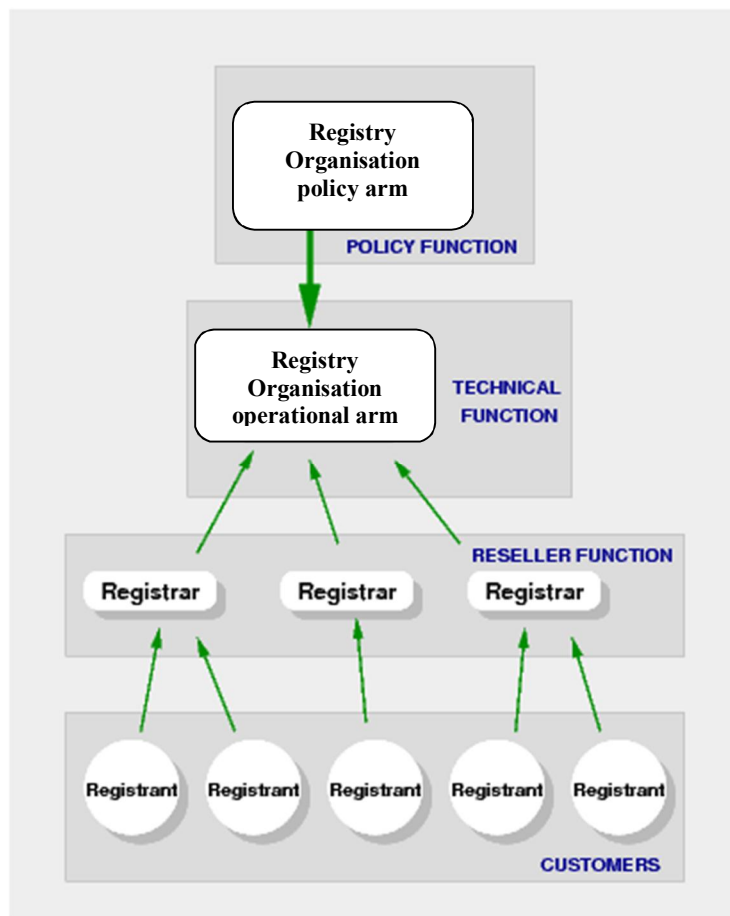 Registry
Organisation
policy arm
POLICY FUNCTION
Registry
Organisation
operational arm
TECHNICAL
FUNCTION
RESELLER FUNCTION
Registrar
Registrar
Registrar
Registrant
Registrant
Registrant
Registrant
Registrant
CUSTOMERS